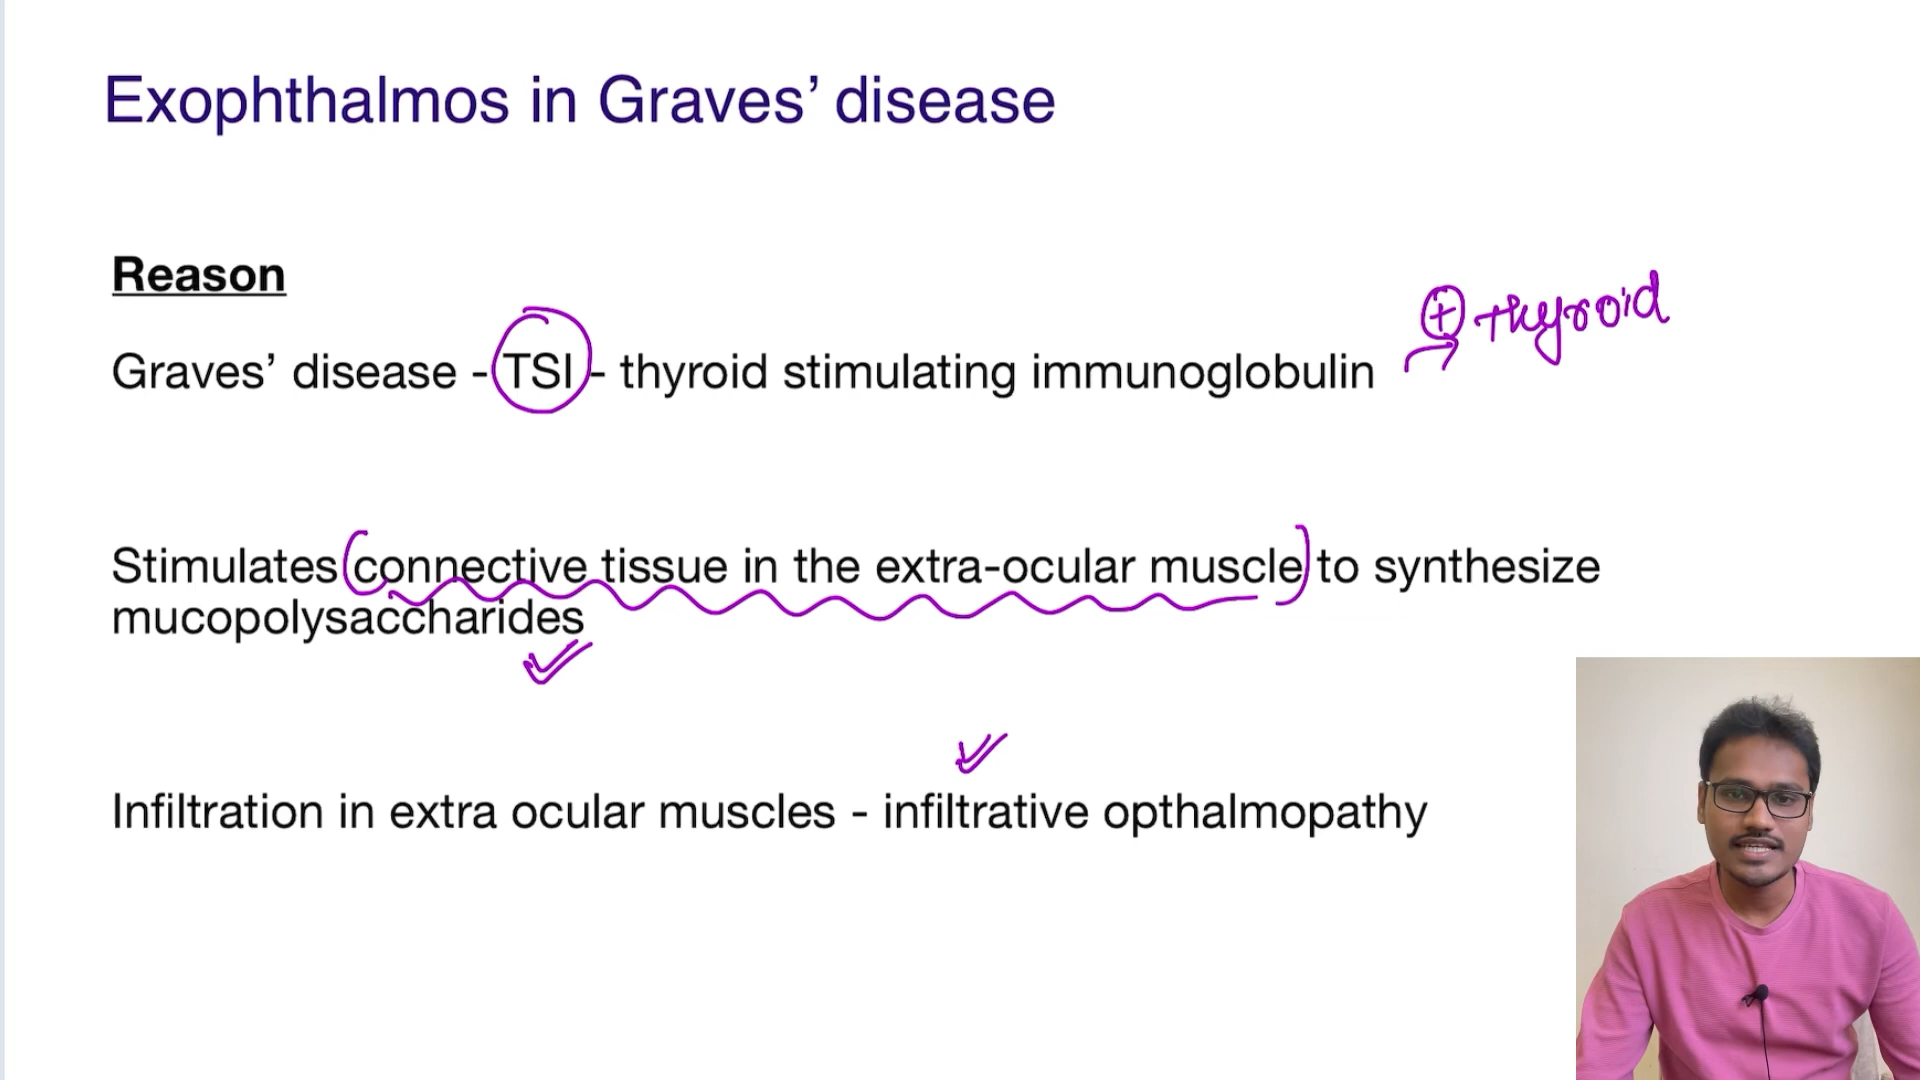 Exophthalmos in Graves’ disease
Reason
⊕ thyroid
Graves’ disease - TSI - thyroid stimulating immunoglobulin
Stimulates (connective tissue in the extra-ocular muscle) to synthesize
mucopolysaccharides
Infiltration in extra ocular muscles - infiltrative opthalmopathy